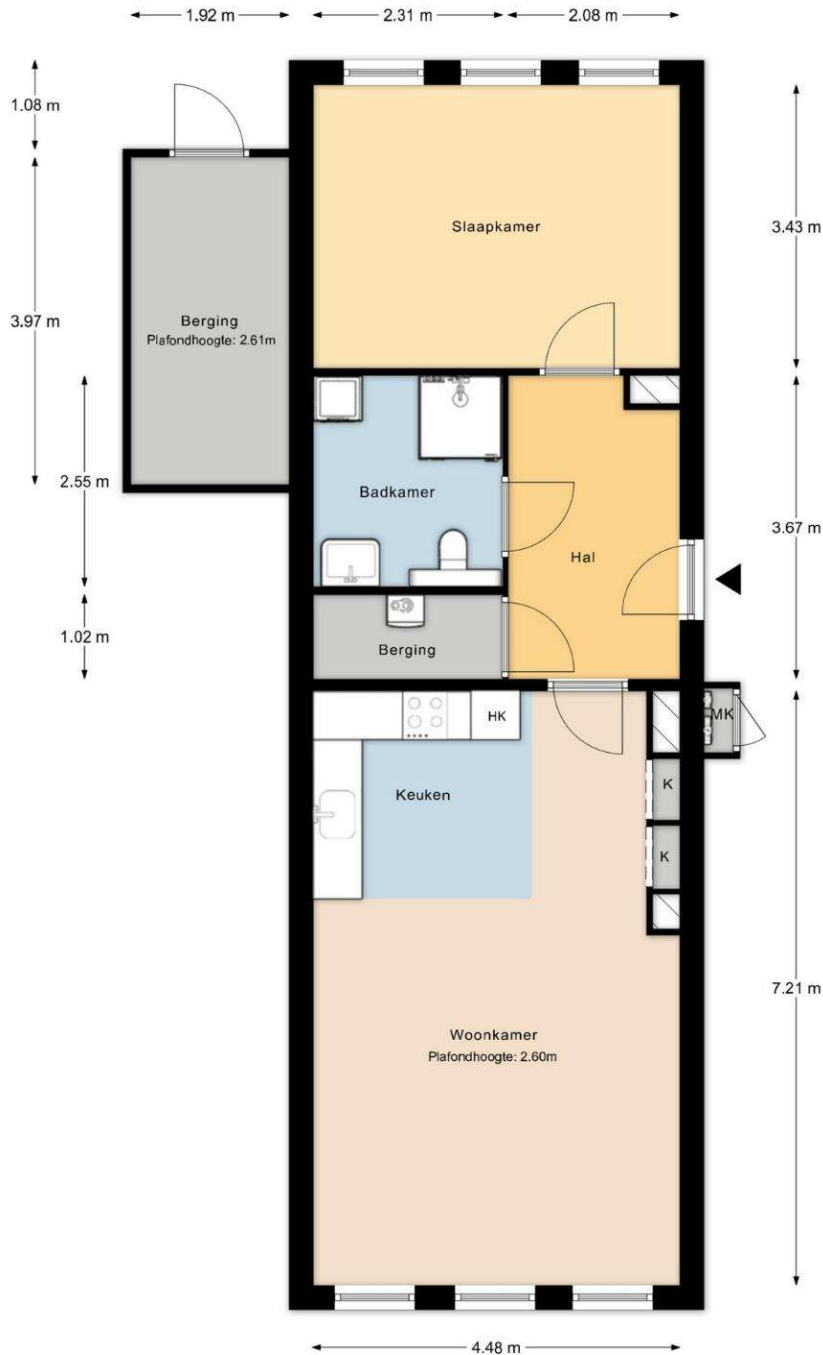 1.92 m
2.31 m
2.08 m
1.08 m
Slaapkamer
3.43 m
3.97 m
Berging
Plafondhoogte: 2.61m
2.55 m
Badkamer
3.67 m
Hal
1.02 m
Berging
HK
MK
Keuken
K
K
7.21 m
Woonkamer
Plafondhoogte: 2.60m
4.48 m